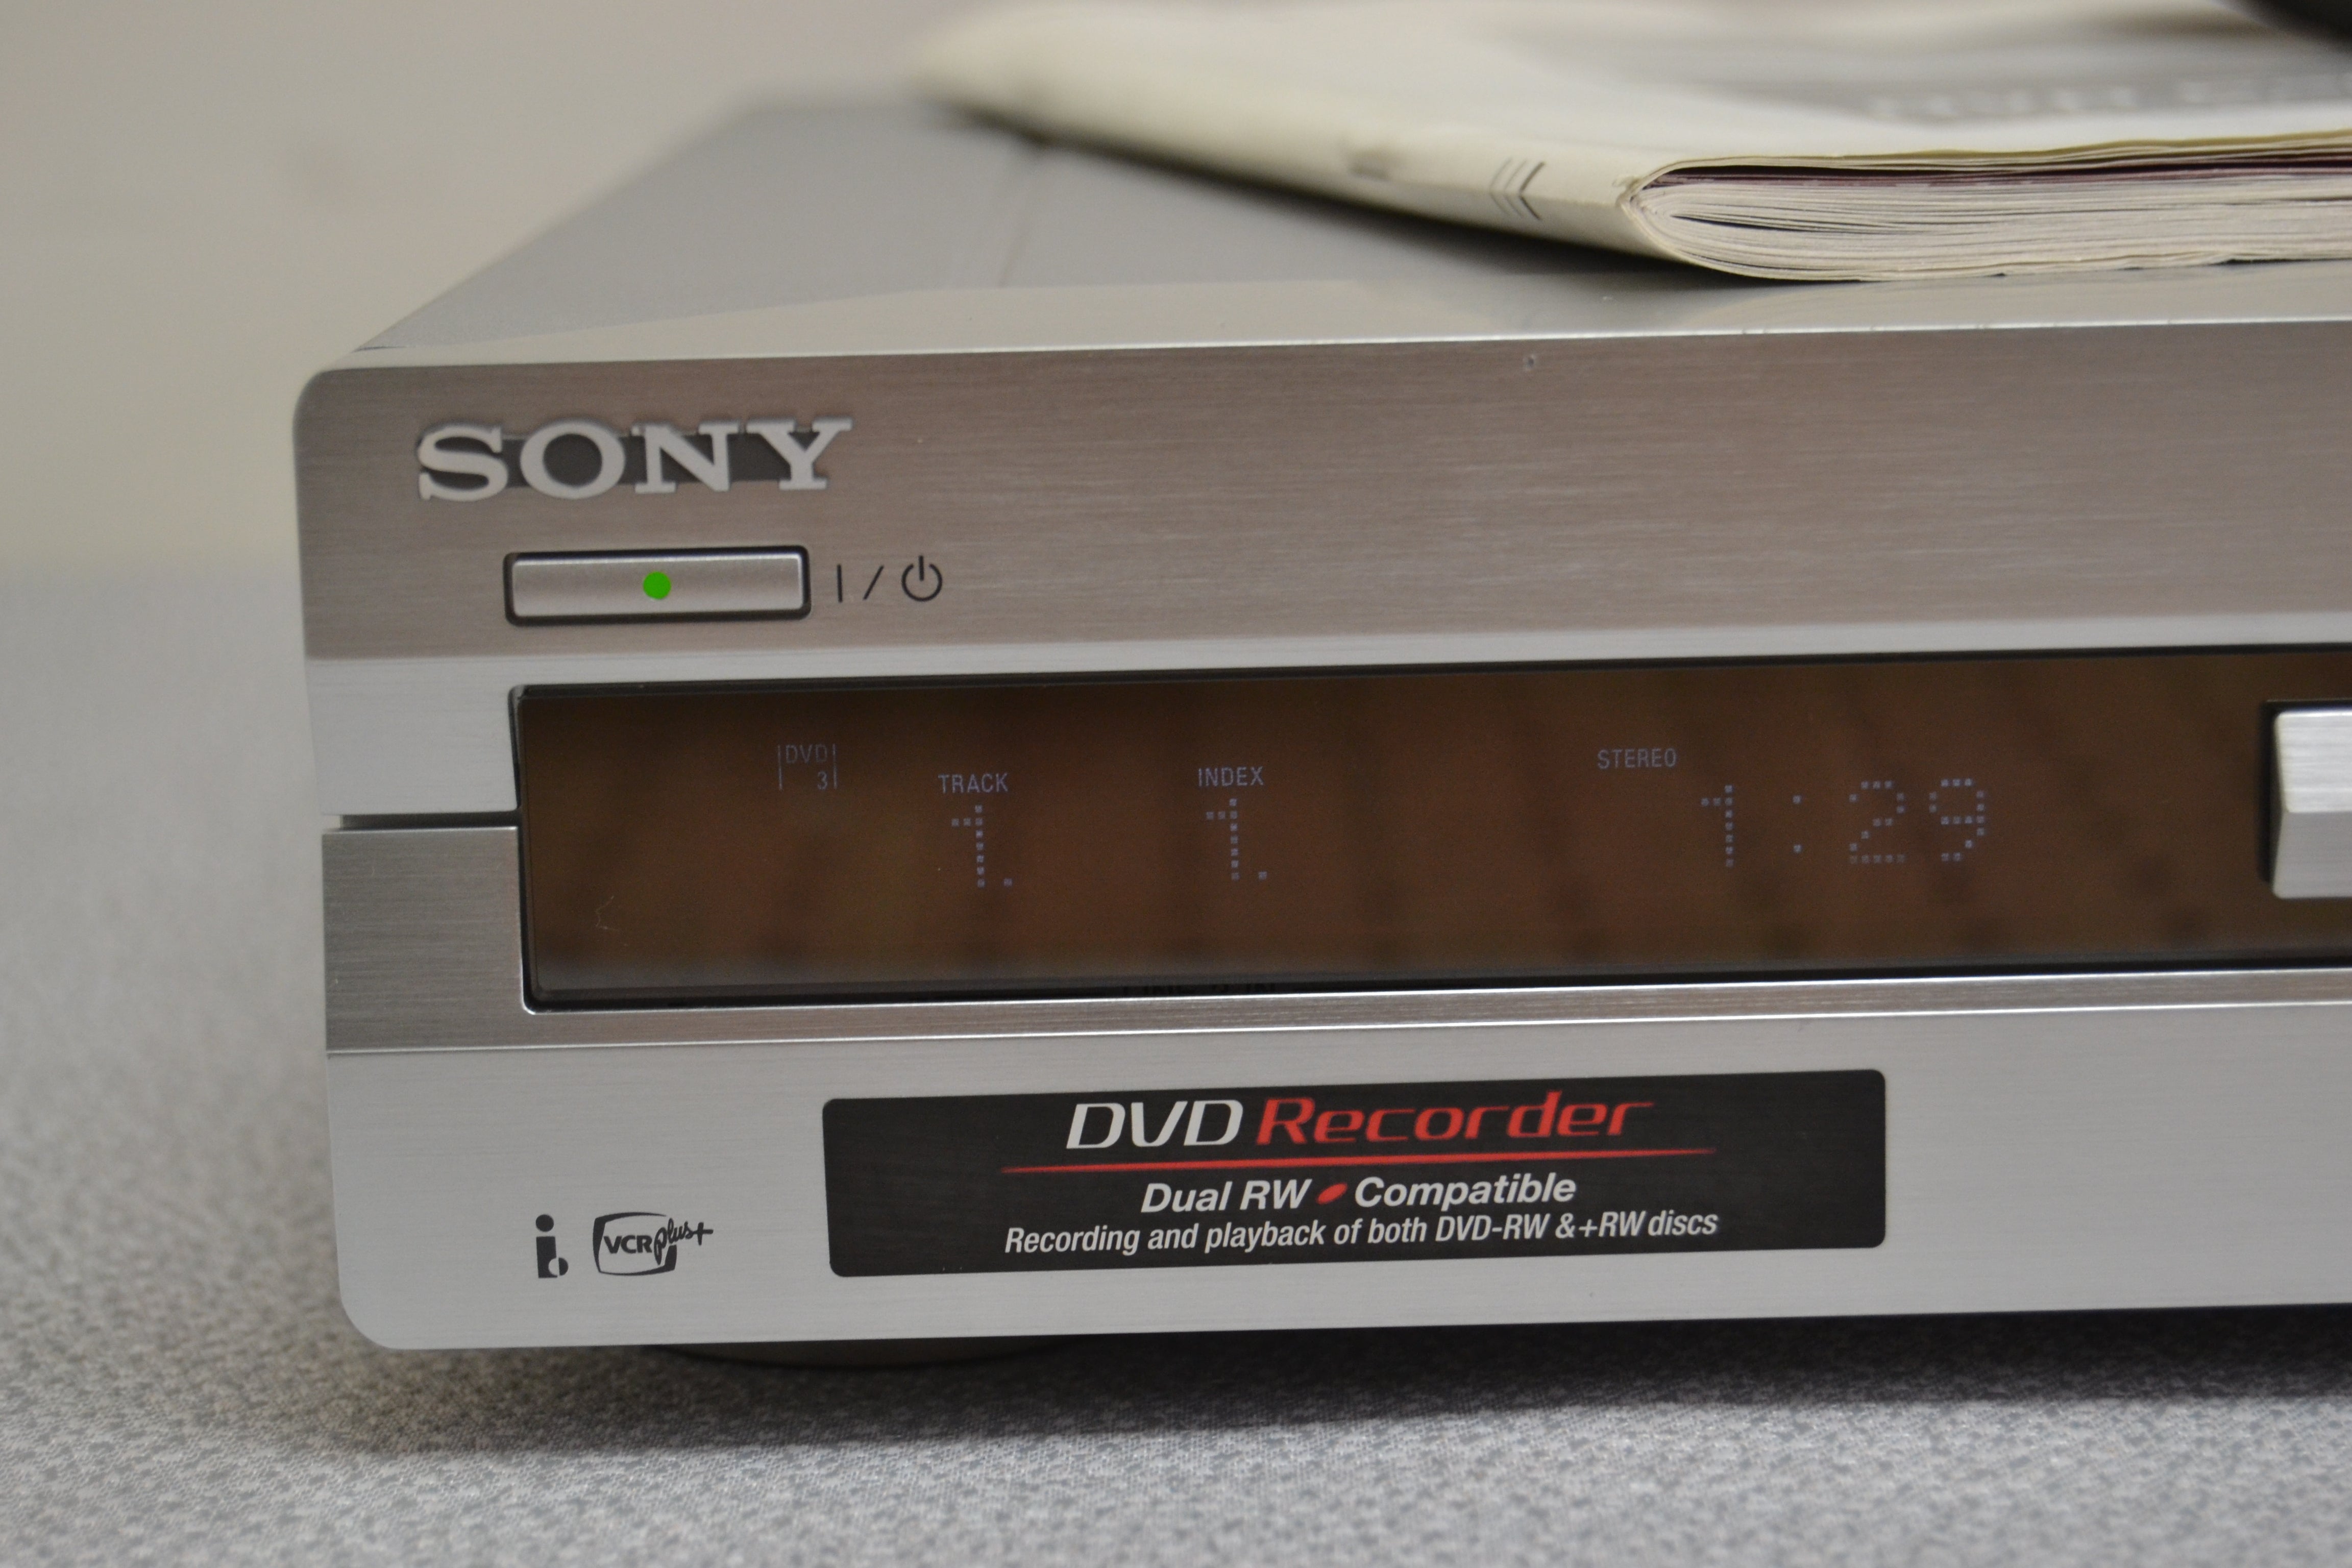 SONY
I / ⏻
DVD
3
TRACK
INDEX
STEREO
1.
1.
1:29
DVD Recorder
Dual RW • Compatible
Recording and playback of both DVD-RW &+RW discs
i
VCR plus+